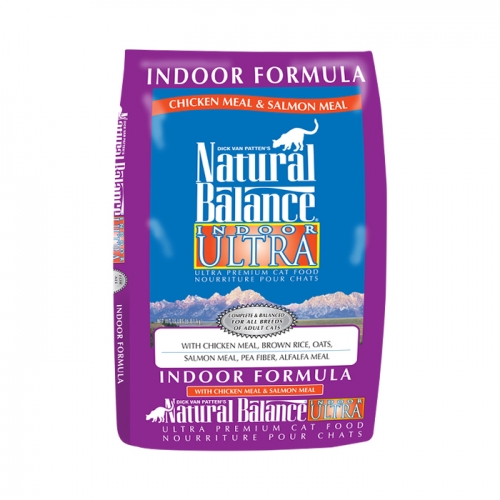 INDOOR FORMULA
CHICKEN MEAL & SALMON MEAL
DICK VAN PATTEN'S
Natural
Balance®
INDOOR
ULTRA
ULTRA PREMIUM CAT FOOD
NOURRITURE POUR CHATS
COMPLETE & BALANCED
FOR ALL BREEDS
OF ADULT CATS
WITH CHICKEN MEAL, BROWN RICE, OATS,
SALMON MEAL, PEA FIBER, ALFALFA MEAL
INDOOR FORMULA
WITH CHICKEN MEAL & SALMON MEAL
DICK VAN PATTEN'S
Natural Balance INDOOR ULTRA
ULTRA PREMIUM CAT FOOD
NOURRITURE POUR CHATS
Natural Balance
ULTRA
INDOOR FORMULA